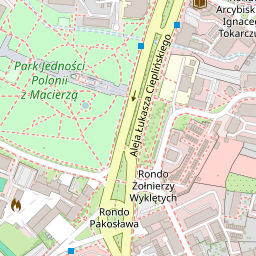 Arcybisk
Ignace
Tokarczu
Park Jedności
Polonii
z Macierzą
Aleja Łukasza Cieplińskiego
Rondo
Żołnierzy
Wyklętych
Rondo
Pakosława